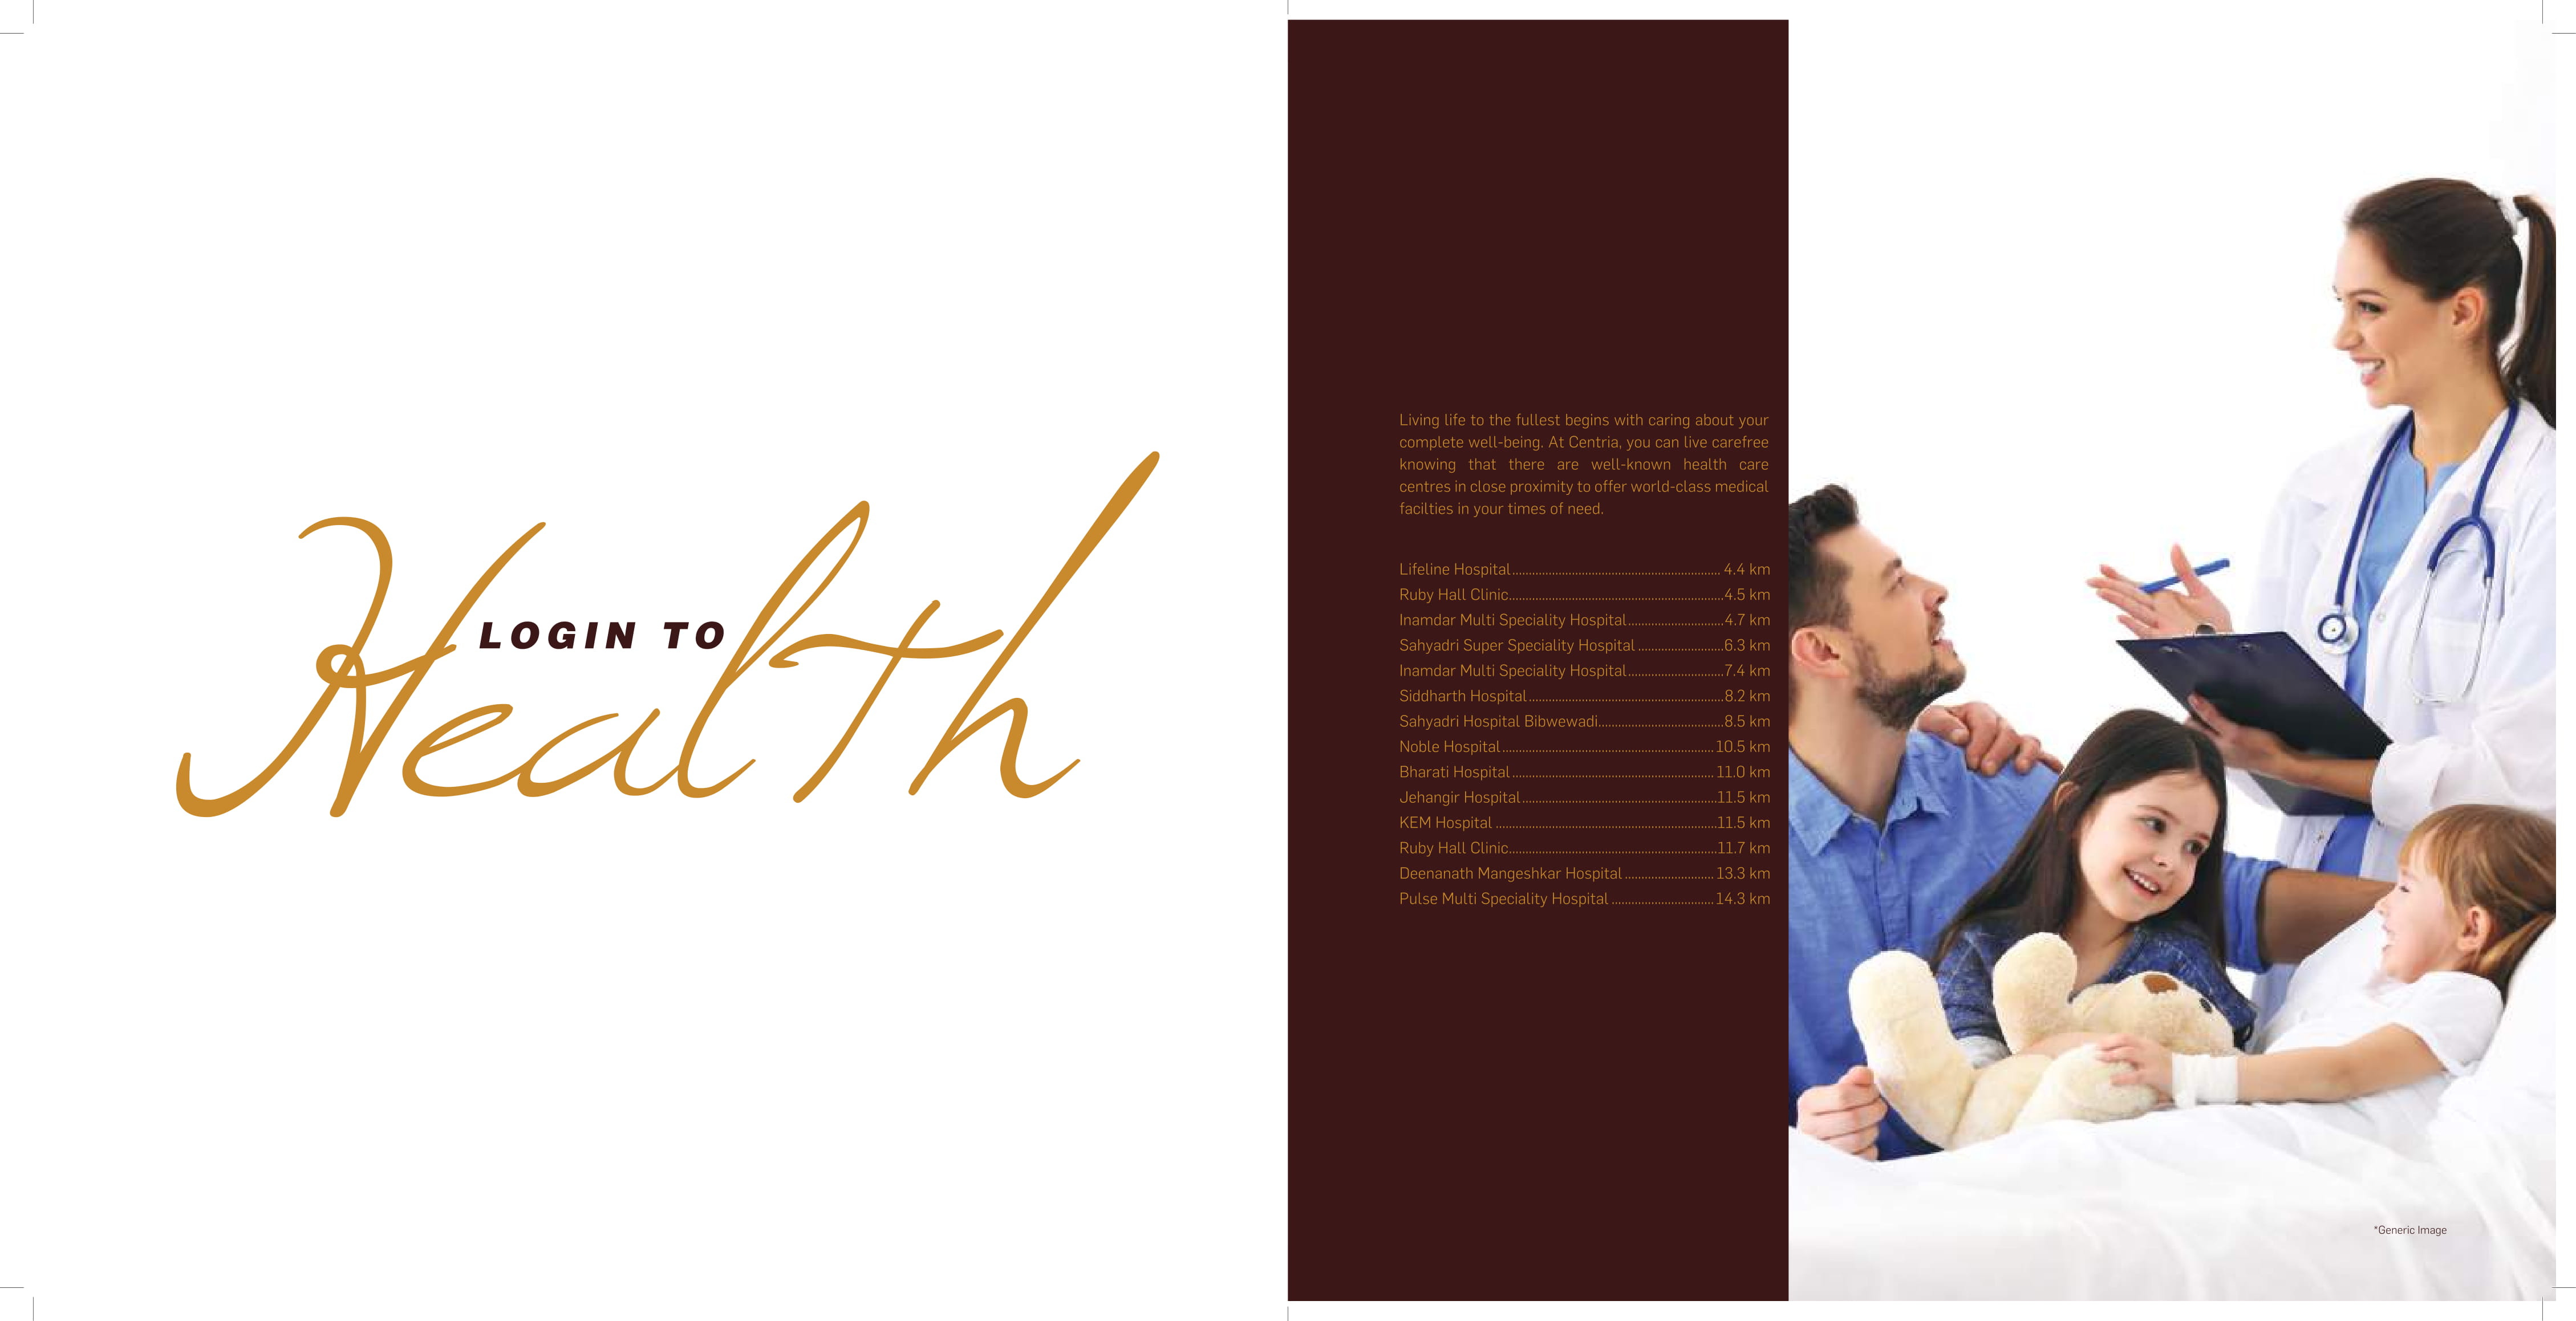 LOGIN TO
Health
Living life to the fullest begins with caring about your
complete well-being. At Centria, you can live carefree
knowing that there are well-known health care
centres in close proximity to offer world-class medical
facilties in your times of need.
Lifeline Hospital............................................................... 4.4 km
Ruby Hall Clinic.................................................................4.5 km
Inamdar Multi Speciality Hospital.............................4.7 km
Sahyadri Super Speciality Hospital ..........................6.3 km
Inamdar Multi Speciality Hospital.............................7.4 km
Siddharth Hospital...........................................................8.2 km
Sahyadri Hospital Bibwewadi......................................8.5 km
Noble Hospital................................................................10.5 km
Bharati Hospital ............................................................. 11.0 km
Jehangir Hospital...........................................................11.5 km
KEM Hospital ...................................................................11.5 km
Ruby Hall Clinic...............................................................11.7 km
Deenanath Mangeshkar Hospital ........................... 13.3 km
Pulse Multi Speciality Hospital ...............................14.3 km
*Generic Image